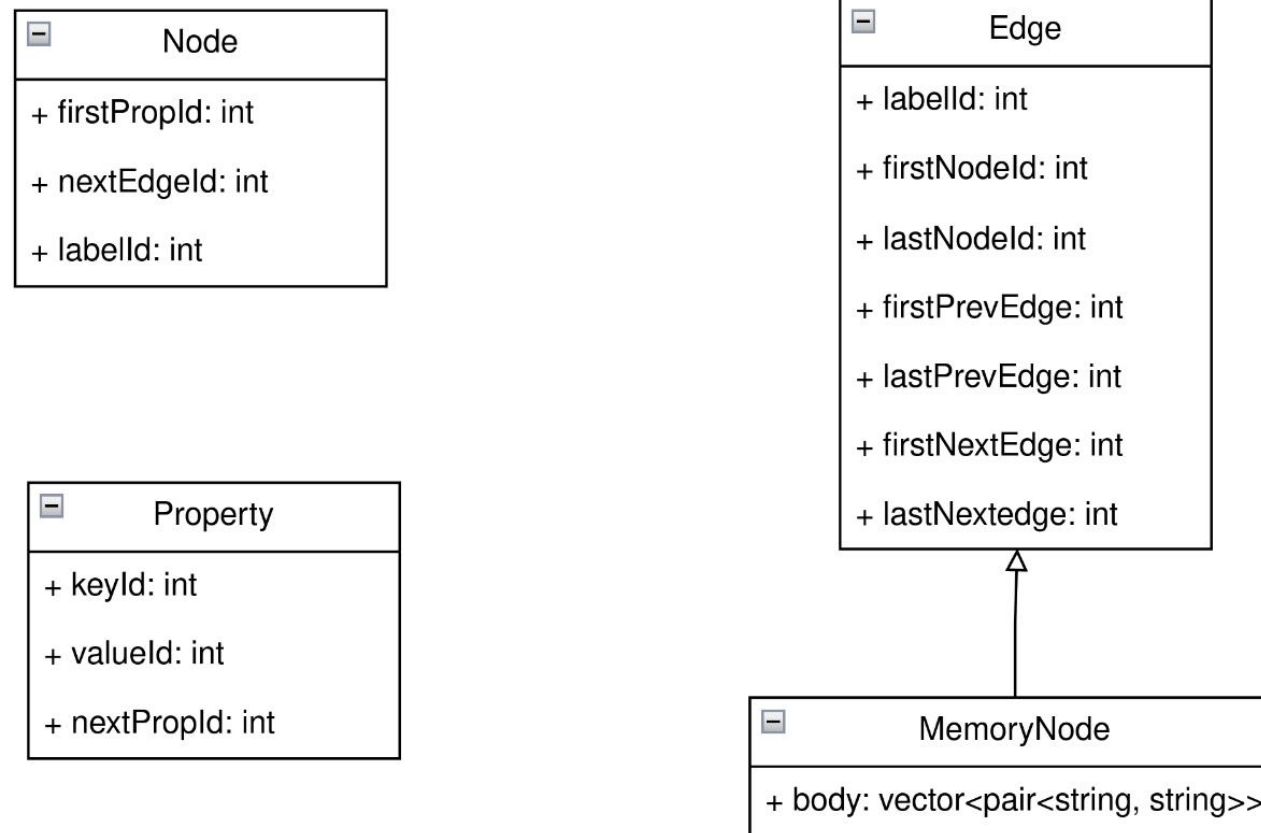 Node
+ firstPropId: int
+ nextEdgeId: int
+ labelId: int
Edge
+ labelId: int
+ firstNodeId: int
+ lastNodeId: int
+ firstPrevEdge: int
+ lastPrevEdge: int
+ firstNextEdge: int
+ lastNextedge: int
Property
+ keyId: int
+ valueId: int
+ nextPropId: int
MemoryNode
+ body: vector<pair<string, string>>